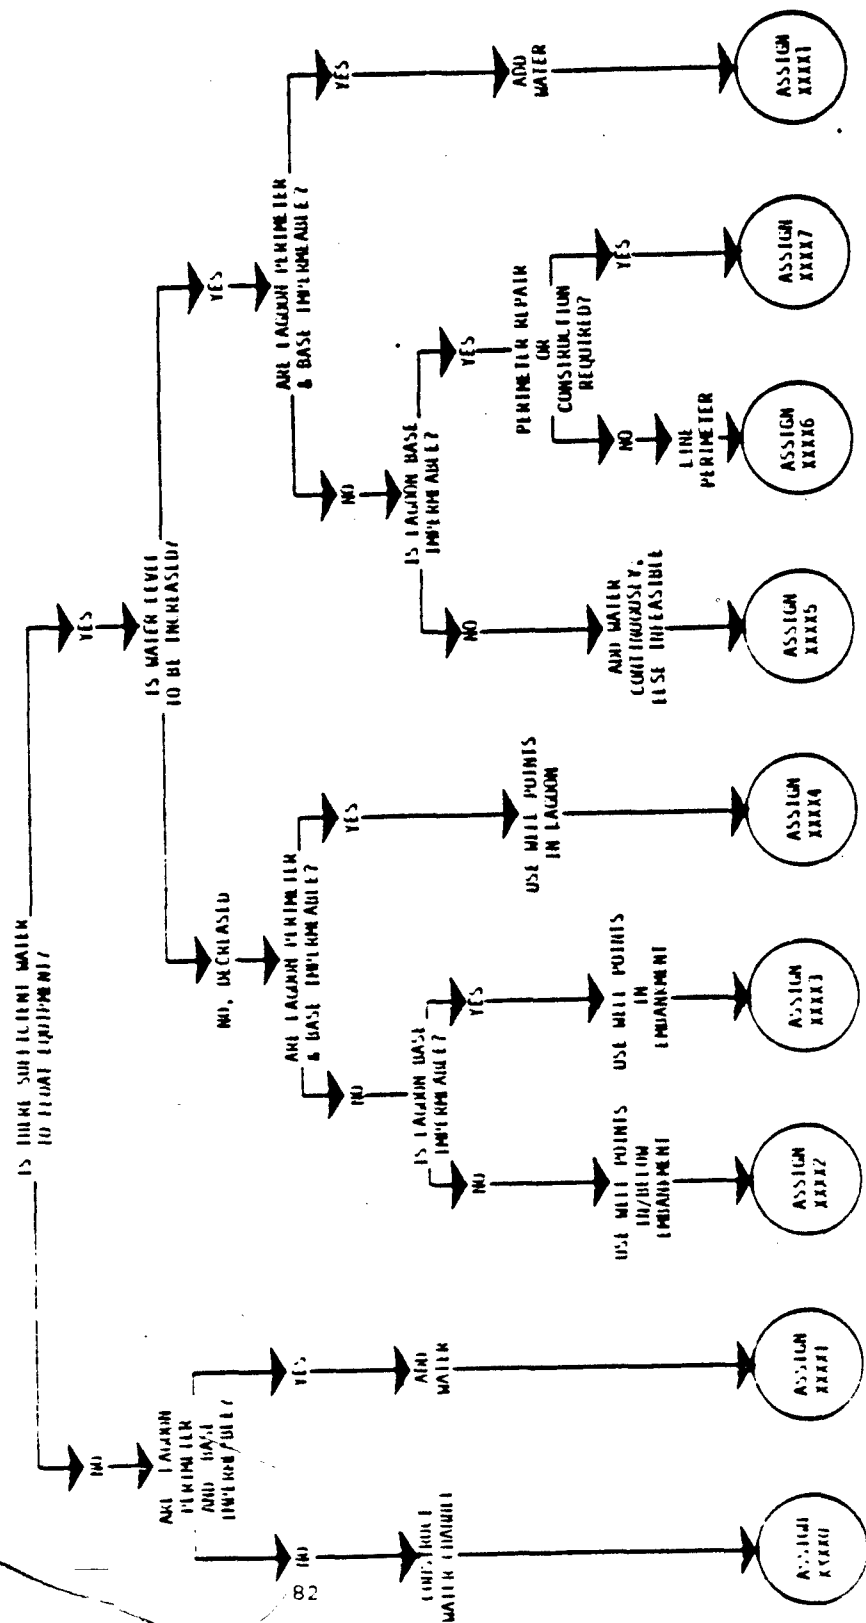 IS THERE SUFFICIENT WATER
TO FLOAT EQUIPMENT?
NO
ARE LAGOON
PERIMETER
AND BASE
IMPERMEABLE?
NO
CONSTRUCT
WATER CHANNEL
ASSIGN
XXXX0
YES
ADD
WATER
ASSIGN
XXXX1
YES
IS WATER LEVEL
TO BE INCREASED?
NO, DECREASED
ARE LAGOON PERIMETER
& BASE IMPERMEABLE?
NO
IS LAGOON BASE
IMPERMEABLE?
NO
USE WELL POINTS
IN/BELOW
EMBANKMENT
ASSIGN
XXXX2
YES
USE WELL POINTS
IN
EMBANKMENT
ASSIGN
XXXX3
YES
USE WELL POINTS
IN LAGOON
ASSIGN
XXXX4
YES
ARE LAGOON PERIMETER
& BASE IMPERMEABLE?
NO
IS LAGOON BASE
IMPERMEABLE?
NO
ADD WATER
CONTINUOUSLY,
ELSE INFEASIBLE
ASSIGN
XXXX5
YES
PERIMETER REPAIR
OR
CONSTRUCTION
REQUIRED?
NO
LINE
PERIMETER
ASSIGN
XXXX6
YES
ASSIGN
XXXX7
YES
ADD
WATER
ASSIGN
XXXX1
82